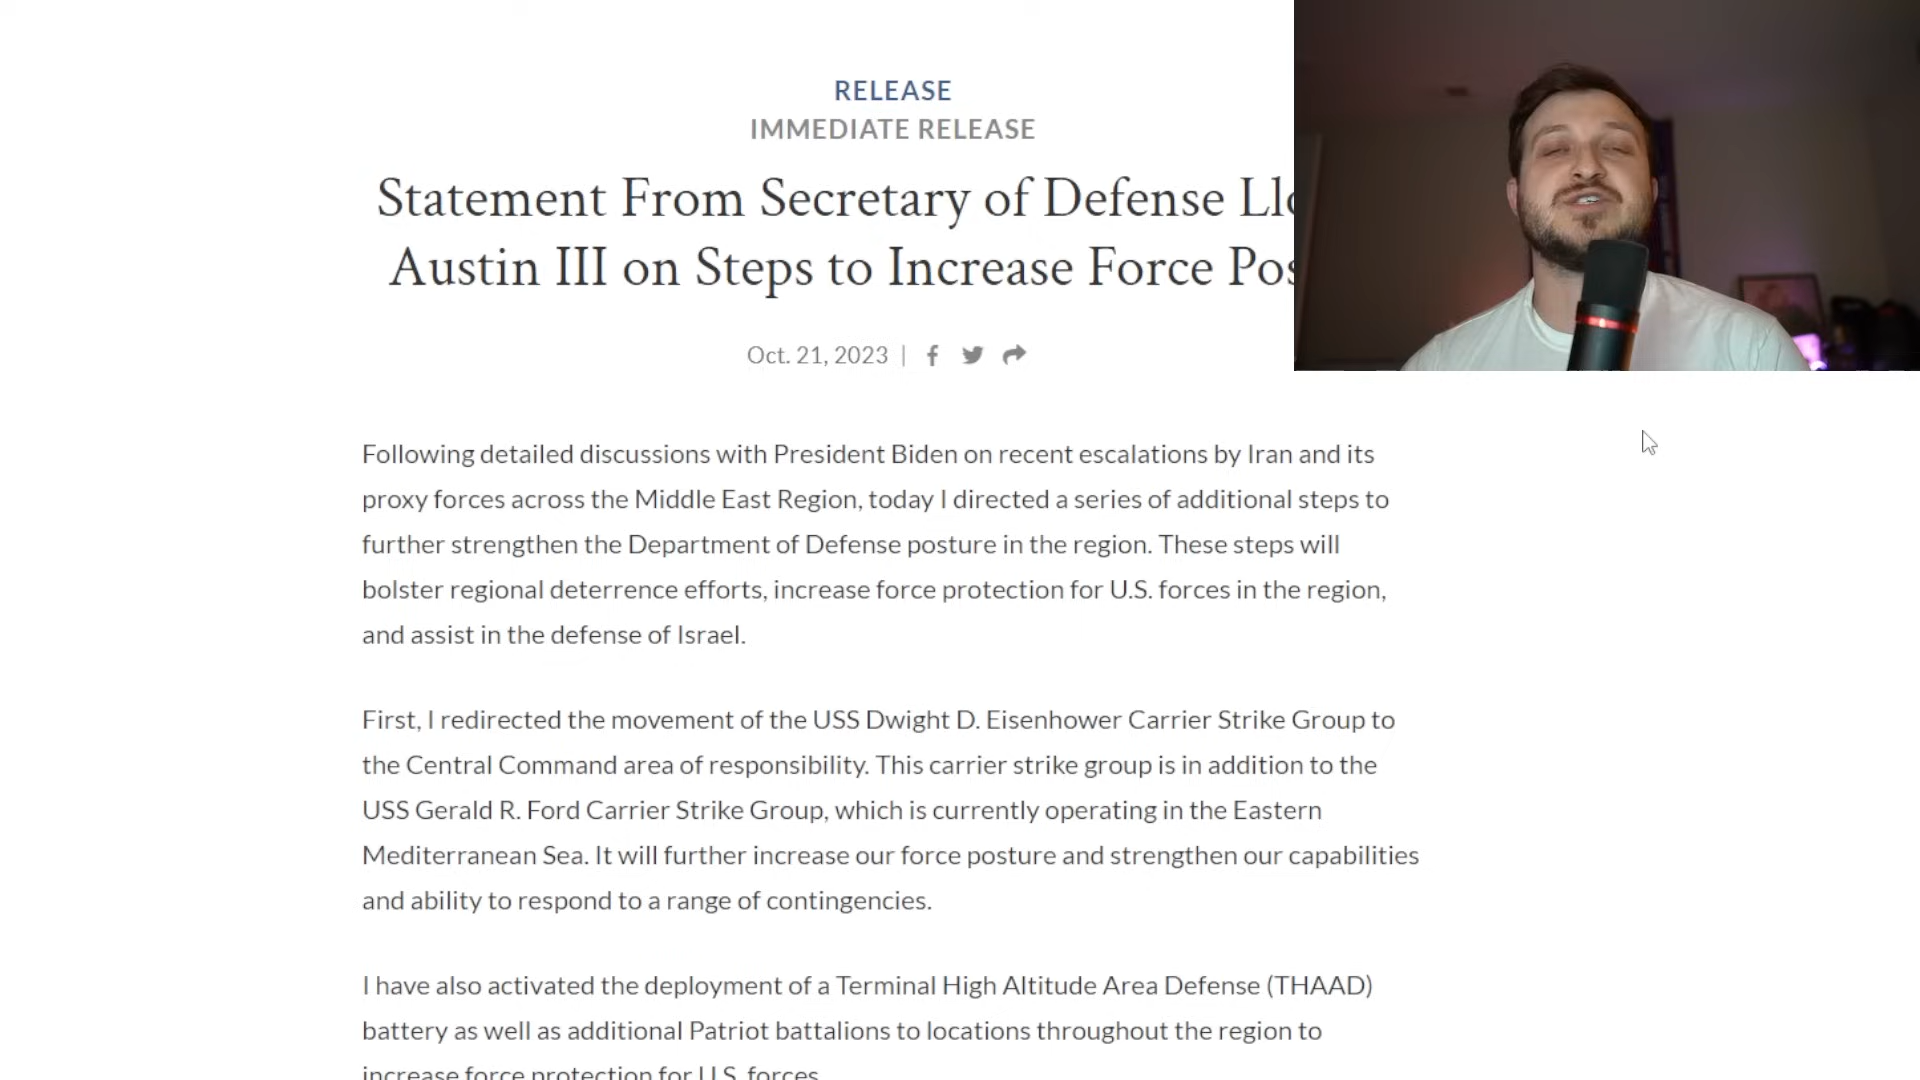 RELEASE
IMMEDIATE RELEASE
Statement From Secretary of Defense
Austin III on Steps to Increase Force
Oct. 21, 2023 |
Following detailed discussions with President Biden on recent escalations by Iran and its
proxy forces across the Middle East Region, today I directed a series of additional steps to
further strengthen the Department of Defense posture in the region. These steps will
bolster regional deterrence efforts, increase force protection for U.S. forces in the region,
and assist in the defense of Israel.
First, I redirected the movement of the USS Dwight D. Eisenhower Carrier Strike Group to
the Central Command area of responsibility. This carrier strike group is in addition to the
USS Gerald R. Ford Carrier Strike Group, which is currently operating in the Eastern
Mediterranean Sea. It will further increase our force posture and strengthen our capabilities
and ability to respond to a range of contingencies.
I have also activated the deployment of a Terminal High Altitude Area Defense (THAAD)
battery as well as additional Patriot battalions to locations throughout the region to
increase force protection for U.S. forces.